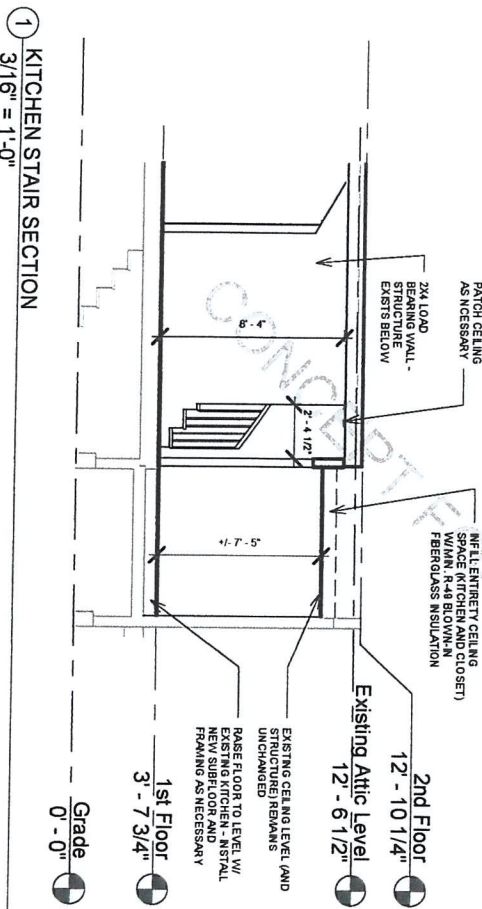 PATCH CEILING
AS NCESSARY
2X4 LOAD
BEARING WALL -
STRUCTURE
EXISTS BELOW
INFILL ENTIRETY CEILING
SPACE (KITCHEN AND CLOSET)
W/MIN. R-49 BLOWN-IN
FIBERGLASS INSULATION
CONCEPT
8' - 4"
2' - 4 1/2"
+/- 7' - 5"
2nd Floor
12' - 10 1/4"
Existing Attic Level
12' - 6 1/2"
EXISTING CEILING LEVEL (AND
STRUCTURE) REMAINS
UNCHANGED
RAISE FLOOR TO LEVEL W/
EXISTING KITCHEN - INSTALL
NEW SUBFLOOR AND
FRAMING AS NECESSARY
1st Floor
3' - 7 3/4"
Grade
0' - 0"
1
KITCHEN STAIR SECTION
3/16" = 1'-0"